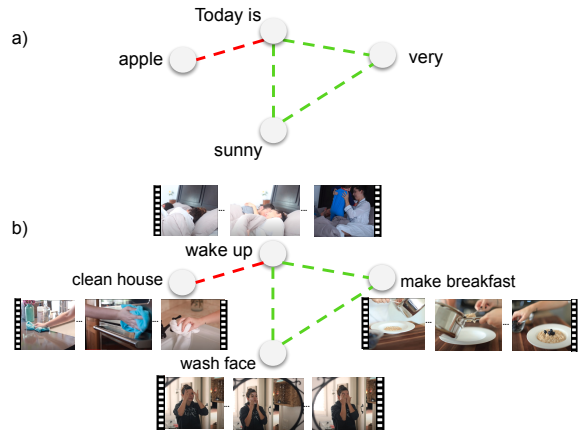 a)
Today is
apple
very
sunny
b)
wake up
clean house
make breakfast
wash face